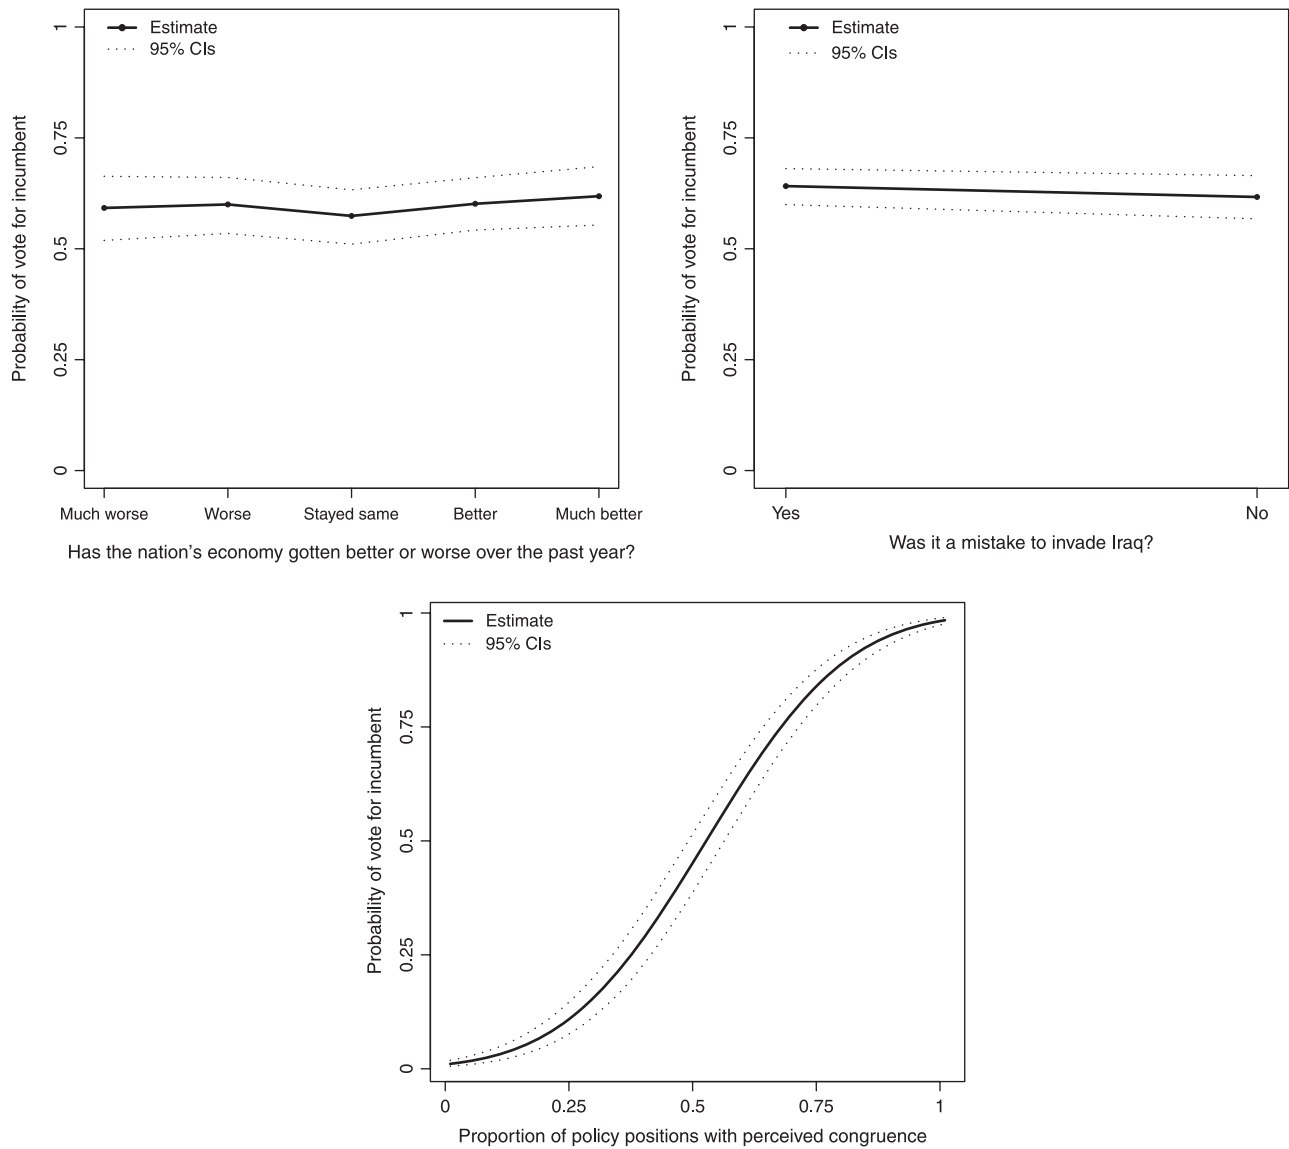 Estimate
95% CIs
Probability of vote for incumbent
1
0.75
0.5
0.25
0
Much worse Worse Stayed same Better Much better
Has the nation's economy gotten better or worse over the past year?
Estimate
95% CIs
Probability of vote for incumbent
1
0.75
0.5
0.25
0
Yes No
Was it a mistake to invade Iraq?
Estimate
95% CIs
Probability of vote for incumbent
1
0.75
0.5
0.25
0
0 0.25 0.5 0.75 1
Proportion of policy positions with perceived congruence